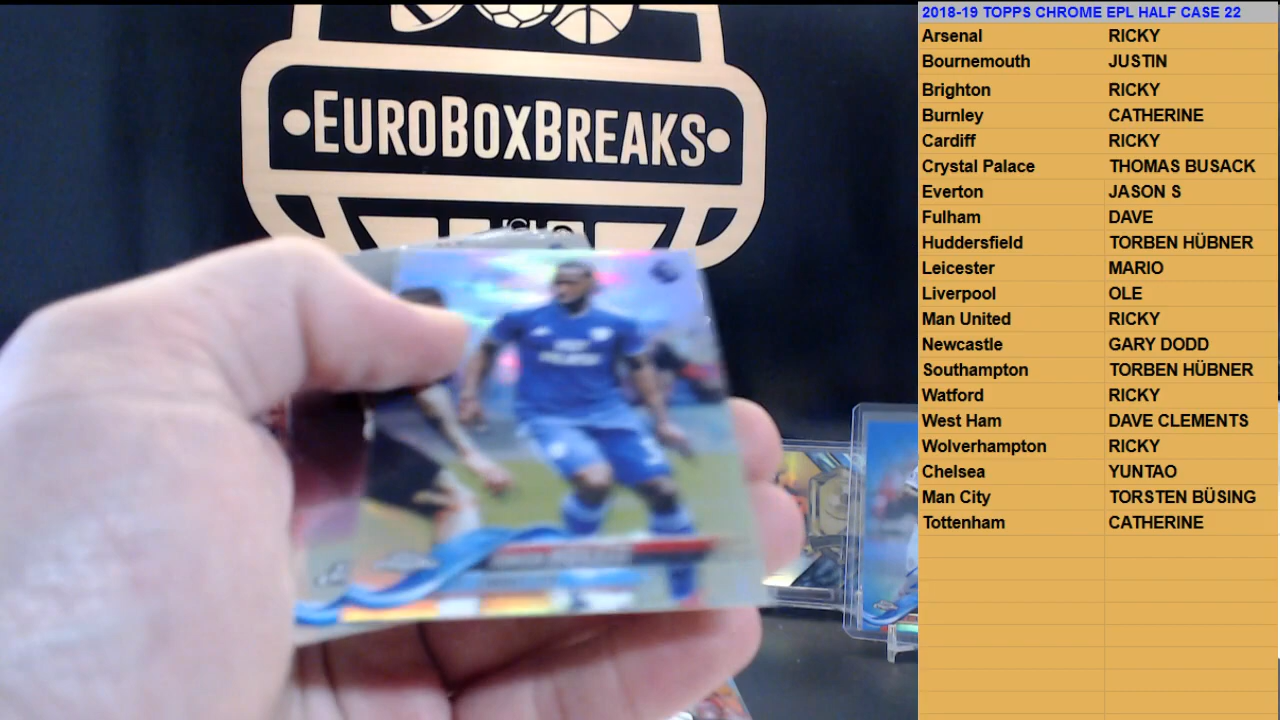 •EUROBOXBREAKS•
2018-19 TOPPS CHROME EPL HALF CASE 22
Arsenal RICKY
Bournemouth JUSTIN
Brighton RICKY
Burnley CATHERINE
Cardiff RICKY
Crystal Palace THOMAS BUSACK
Everton JASON S
Fulham DAVE
Huddersfield TORBEN HÜBNER
Leicester MARIO
Liverpool OLE
Man United RICKY
Newcastle GARY DODD
Southampton TORBEN HÜBNER
Watford RICKY
West Ham DAVE CLEMENTS
Wolverhampton RICKY
Chelsea YUNTAO
Man City TORSTEN BÜSING
Tottenham CATHERINE